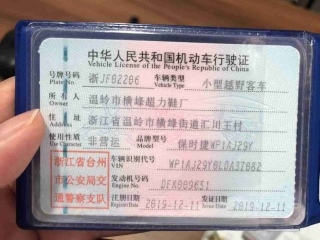 中华人民共和国机动车行驶证
Vehicle License of the People's Republic of China
号牌号码 浙JF02206 车辆类型 小型越野客车
Plate No. Vehicle Type
所有人 温岭市横峰超力鞋厂
Owner
住址 浙江省温岭市横峰街道汇川王村
Address
使用性质 非营运 品牌型号 保时捷WP1AJ29Y
Use Character Model
浙江省台州
市公安局交
通警察支队
车辆识别代号
VIN
发动机号码 DFK009651
Engine No.
注册日期 2019-12-11 发证日期 2019-12-11
Register Date Issue Date